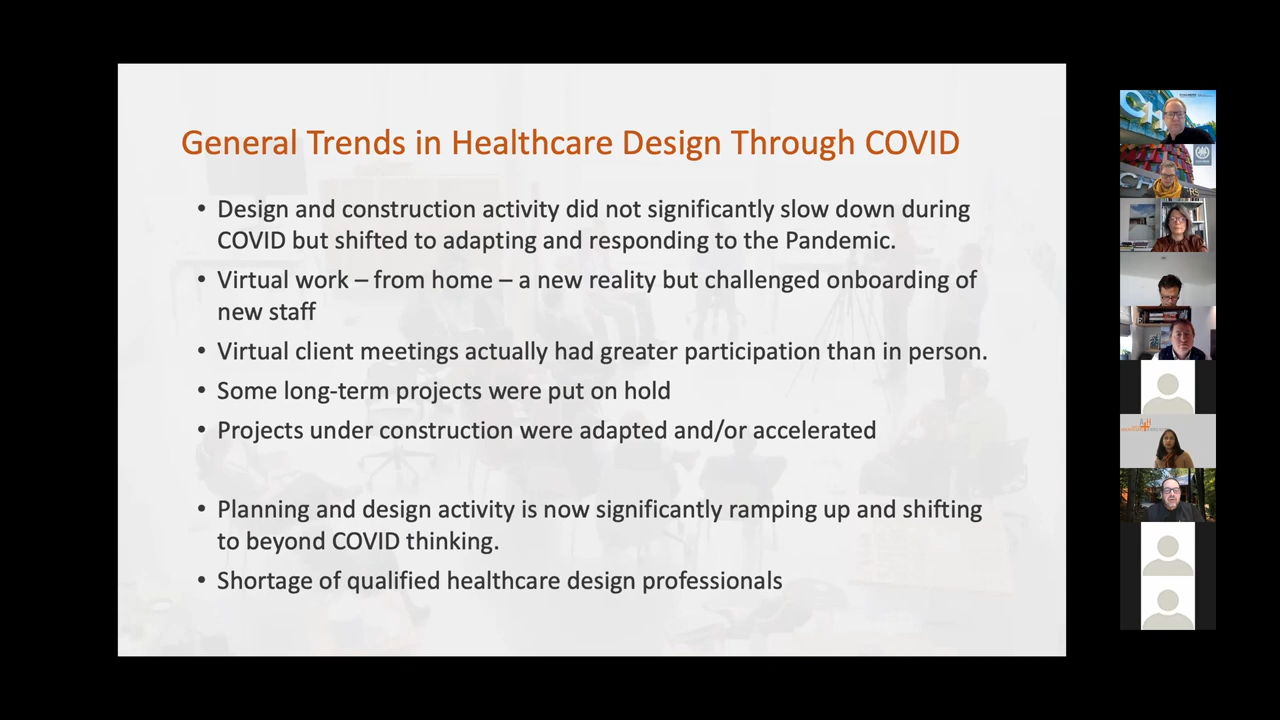 General Trends in Healthcare Design Through COVID
• Design and construction activity did not significantly slow down during
COVID but shifted to adapting and responding to the Pandemic.
• Virtual work – from home – a new reality but challenged onboarding of
new staff
• Virtual client meetings actually had greater participation than in person.
• Some long-term projects were put on hold
• Projects under construction were adapted and/or accelerated
• Planning and design activity is now significantly ramping up and shifting
to beyond COVID thinking.
• Shortage of qualified healthcare design professionals